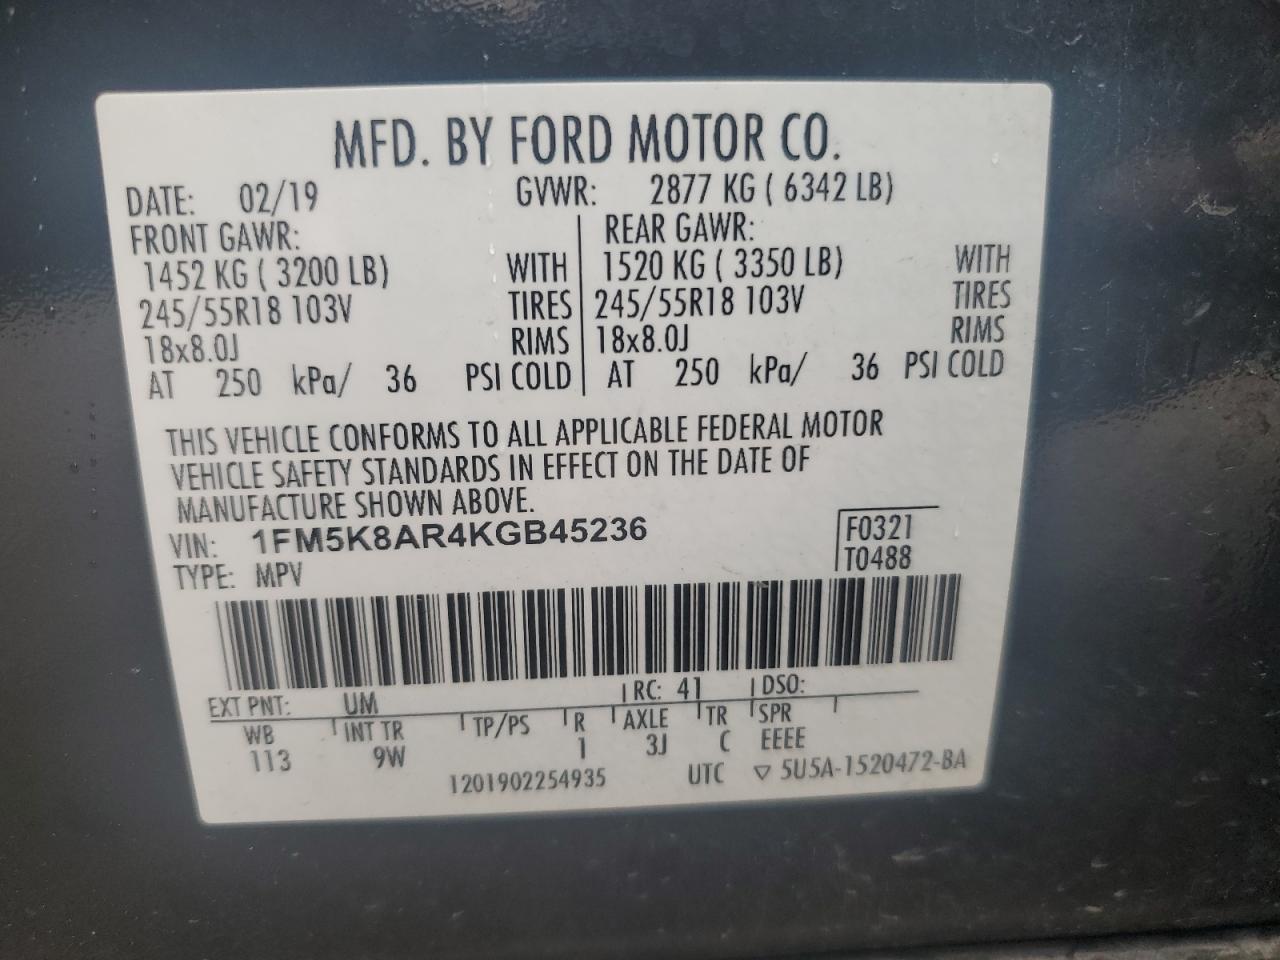 MFD. BY FORD MOTOR CO.
DATE: 02/19 GVWR: 2877 KG ( 6342 LB)
FRONT GAWR: REAR GAWR:
1452 KG ( 3200 LB) WITH 1520 KG ( 3350 LB) WITH
245/55R18 103V TIRES 245/55R18 103V TIRES
18x8.0J RIMS 18x8.0J RIMS
AT 250 kPa/ 36 PSI COLD AT 250 kPa/ 36 PSI COLD
THIS VEHICLE CONFORMS TO ALL APPLICABLE FEDERAL MOTOR
VEHICLE SAFETY STANDARDS IN EFFECT ON THE DATE OF
MANUFACTURE SHOWN ABOVE.
VIN: 1FM5K8AR4KGB45236 F0321
TYPE: MPV T0488
EXT PNT: UM RC: 41 DSO:
WB INT TR TP/PS R AXLE TR SPR
113 9W 1 3J C EEEE
1201902254935 UTC ▽ 5U5A-1520472-BA